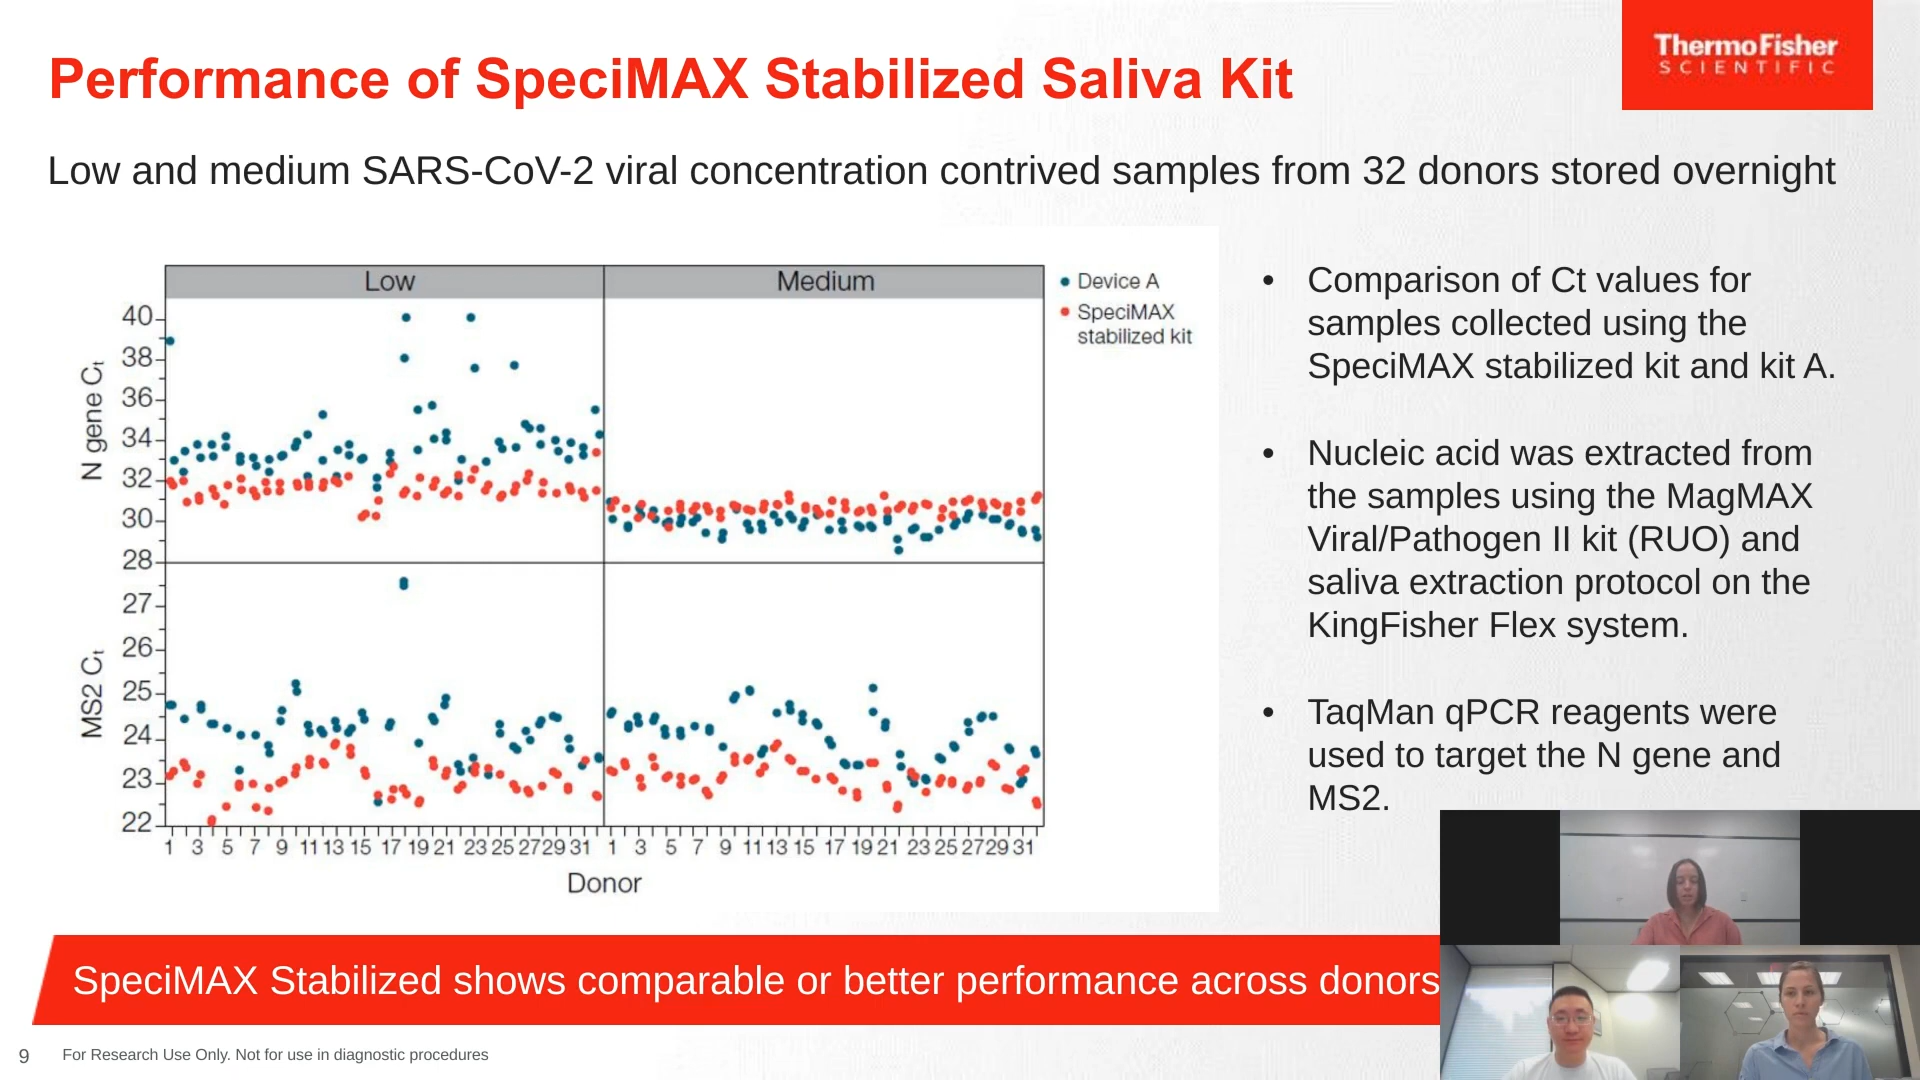 Performance of SpeciMAX Stabilized Saliva Kit
ThermoFisher
SCIENTIFIC
Low and medium SARS-CoV-2 viral concentration contrived samples from 32 donors stored overnight
Low
Medium
Device A
SpeciMAX
stabilized kit
N gene Ct
40
38
36
34
32
30
28
MS2 Ct
27
26
25
24
23
22
1 3 5 7 9 11 13 15 17 19 21 23 25 27 29 31 1 3 5 7 9 11 13 15 17 19 21 23 25 27 29 31
Donor
• Comparison of Ct values for
samples collected using the
SpeciMAX stabilized kit and kit A.
• Nucleic acid was extracted from
the samples using the MagMAX
Viral/Pathogen II kit (RUO) and
saliva extraction protocol on the
KingFisher Flex system.
• TaqMan qPCR reagents were
used to target the N gene and
MS2.
SpeciMAX Stabilized shows comparable or better performance across donors
9
For Research Use Only. Not for use in diagnostic procedures